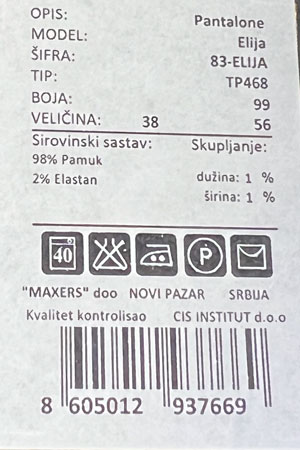 OPIS: Pantalone
MODEL: Elija
ŠIFRA: 83-ELIJA
TIP: TP468
BOJA: 99
VELIČINA: 38 56
Sirovinski sastav: Skupljanje:
98% Pamuk
2% Elastan dužina: 1 %
širina: 1 %
40 P
"MAXERS" doo NOVI PAZAR SRBIJA
Kvalitet kontrolisao CIS INSTITUT d.o.o
8 605012 937669